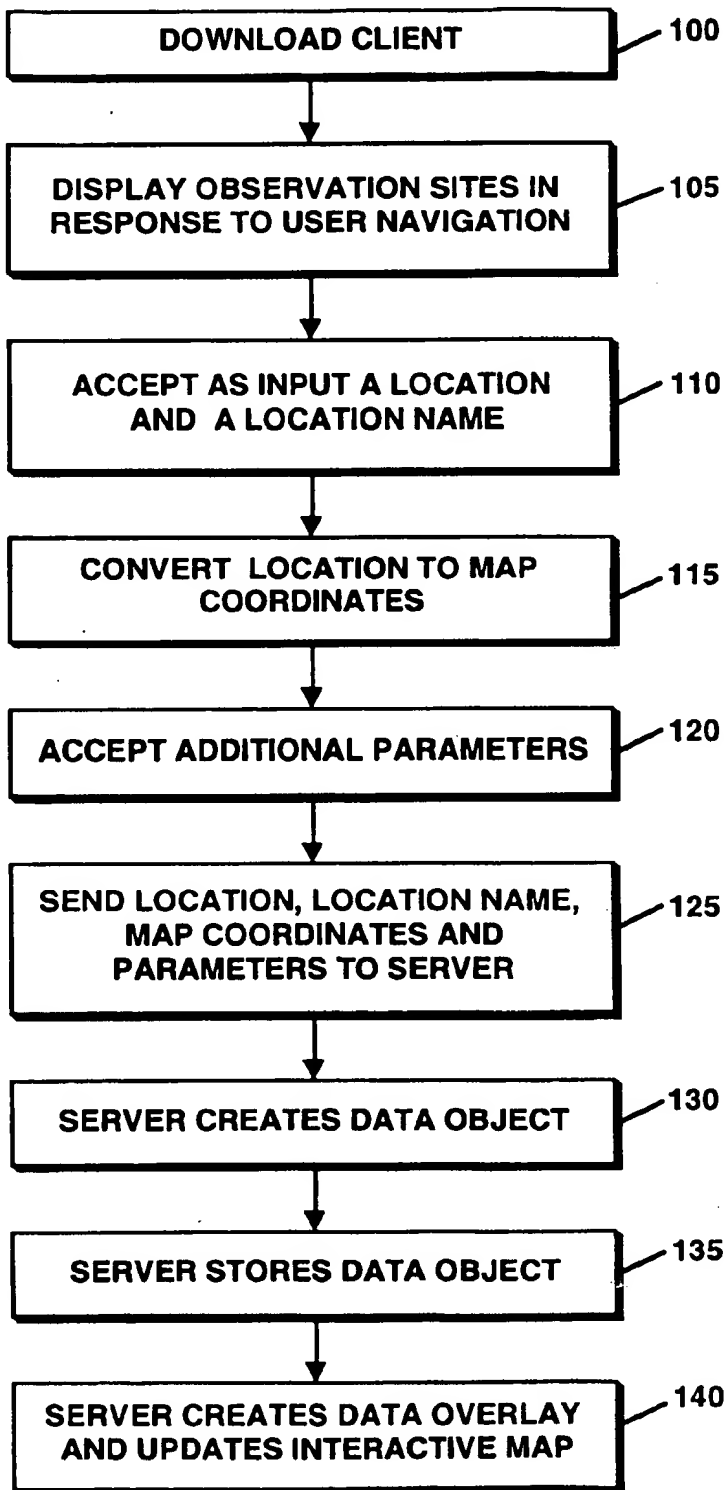 DOWNLOAD CLIENT
100
DISPLAY OBSERVATION SITES IN
RESPONSE TO USER NAVIGATION
105
ACCEPT AS INPUT A LOCATION
AND A LOCATION NAME
110
CONVERT LOCATION TO MAP
COORDINATES
115
ACCEPT ADDITIONAL PARAMETERS
120
SEND LOCATION, LOCATION NAME,
MAP COORDINATES AND
PARAMETERS TO SERVER
125
SERVER CREATES DATA OBJECT
130
SERVER STORES DATA OBJECT
135
SERVER CREATES DATA OVERLAY
AND UPDATES INTERACTIVE MAP
140